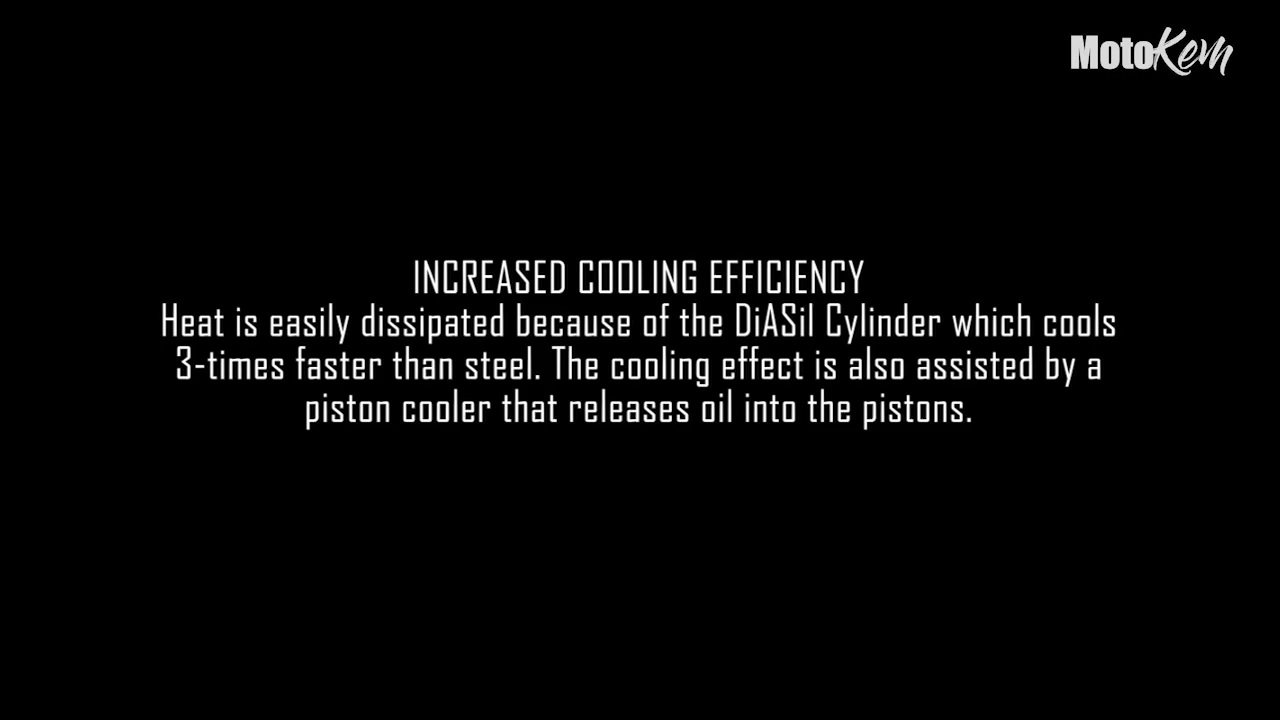 MotoKem
INCREASED COOLING EFFICIENCY
Heat is easily dissipated because of the DiASil Cylinder which cools
3-times faster than steel. The cooling effect is also assisted by a
piston cooler that releases oil into the pistons.